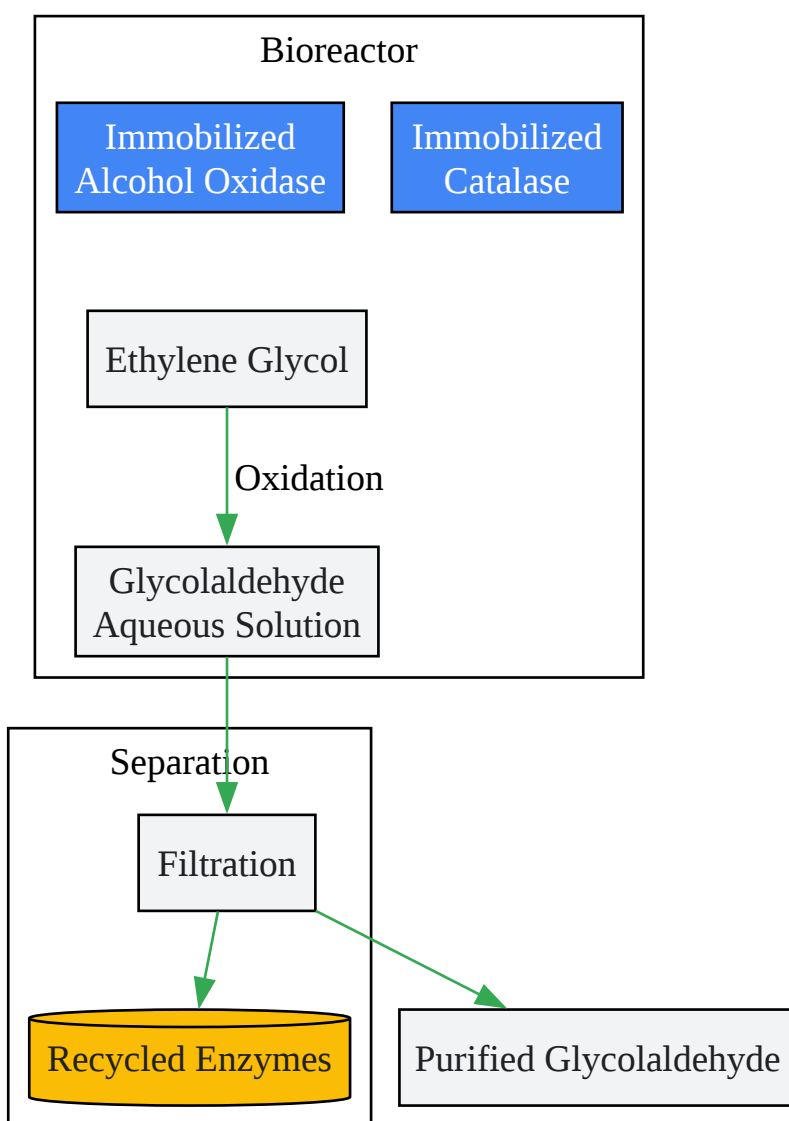 Bioreactor
Immobilized
Alcohol Oxidase
Immobilized
Catalase
Ethylene Glycol
Oxidation
Glycolaldehyde
Aqueous Solution
Separation
Filtration
Recycled Enzymes
Purified Glycolaldehyde